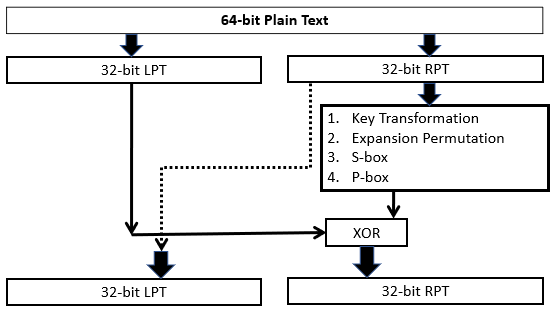 64-bit Plain Text
32-bit LPT
32-bit RPT
1. Key Transformation
2. Expansion Permutation
3. S-box
4. P-box
XOR
32-bit LPT
32-bit RPT